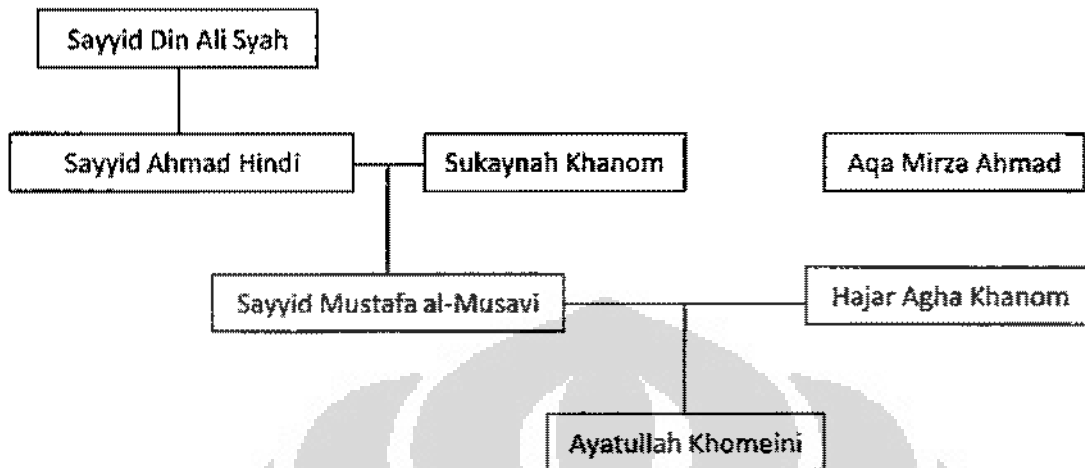 Sayyid Din Ali Syah
Sayyid Ahmad Hindi
Sukaynah Khanom
Aqa Mirza Ahmad
Sayyid Mustafa al-Musavi
Hajar Agha Khanom
Ayatullah Khomeini